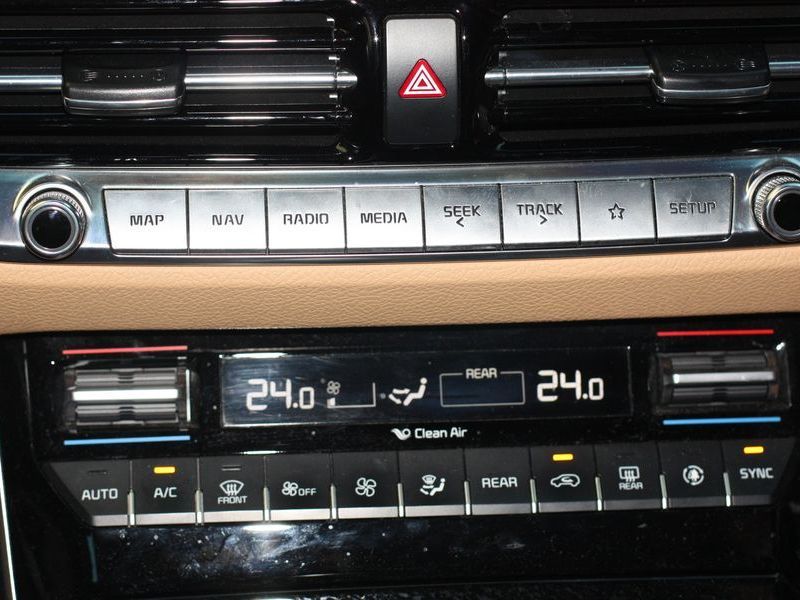 MAP NAV RADIO MEDIA SEEK TRACK SETUP
< >
REAR
24.0 24.0
Clean Air
AUTO A/C FRONT OFF REAR REAR SYNC